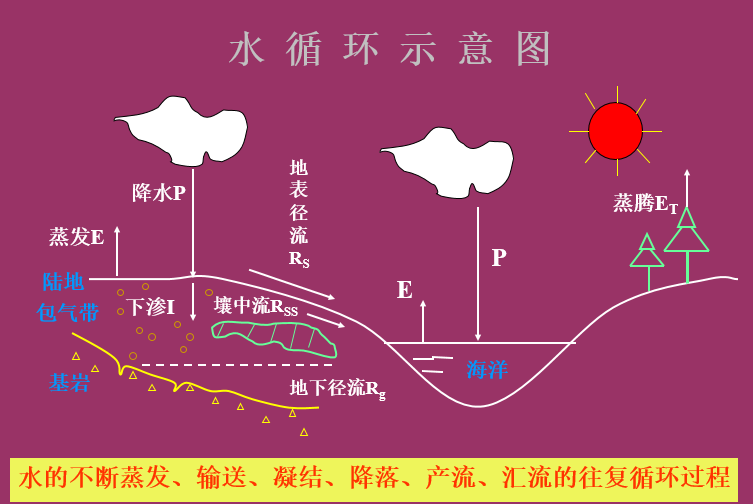 水循环示意图
降水P
蒸发E
地表径流RS
陆地
包气带
下渗I
壤中流RSS
基岩
地下径流Rg
P
E
海洋
蒸腾ET
水的不断蒸发、输送、凝结、降落、产流、汇流的往复循环过程